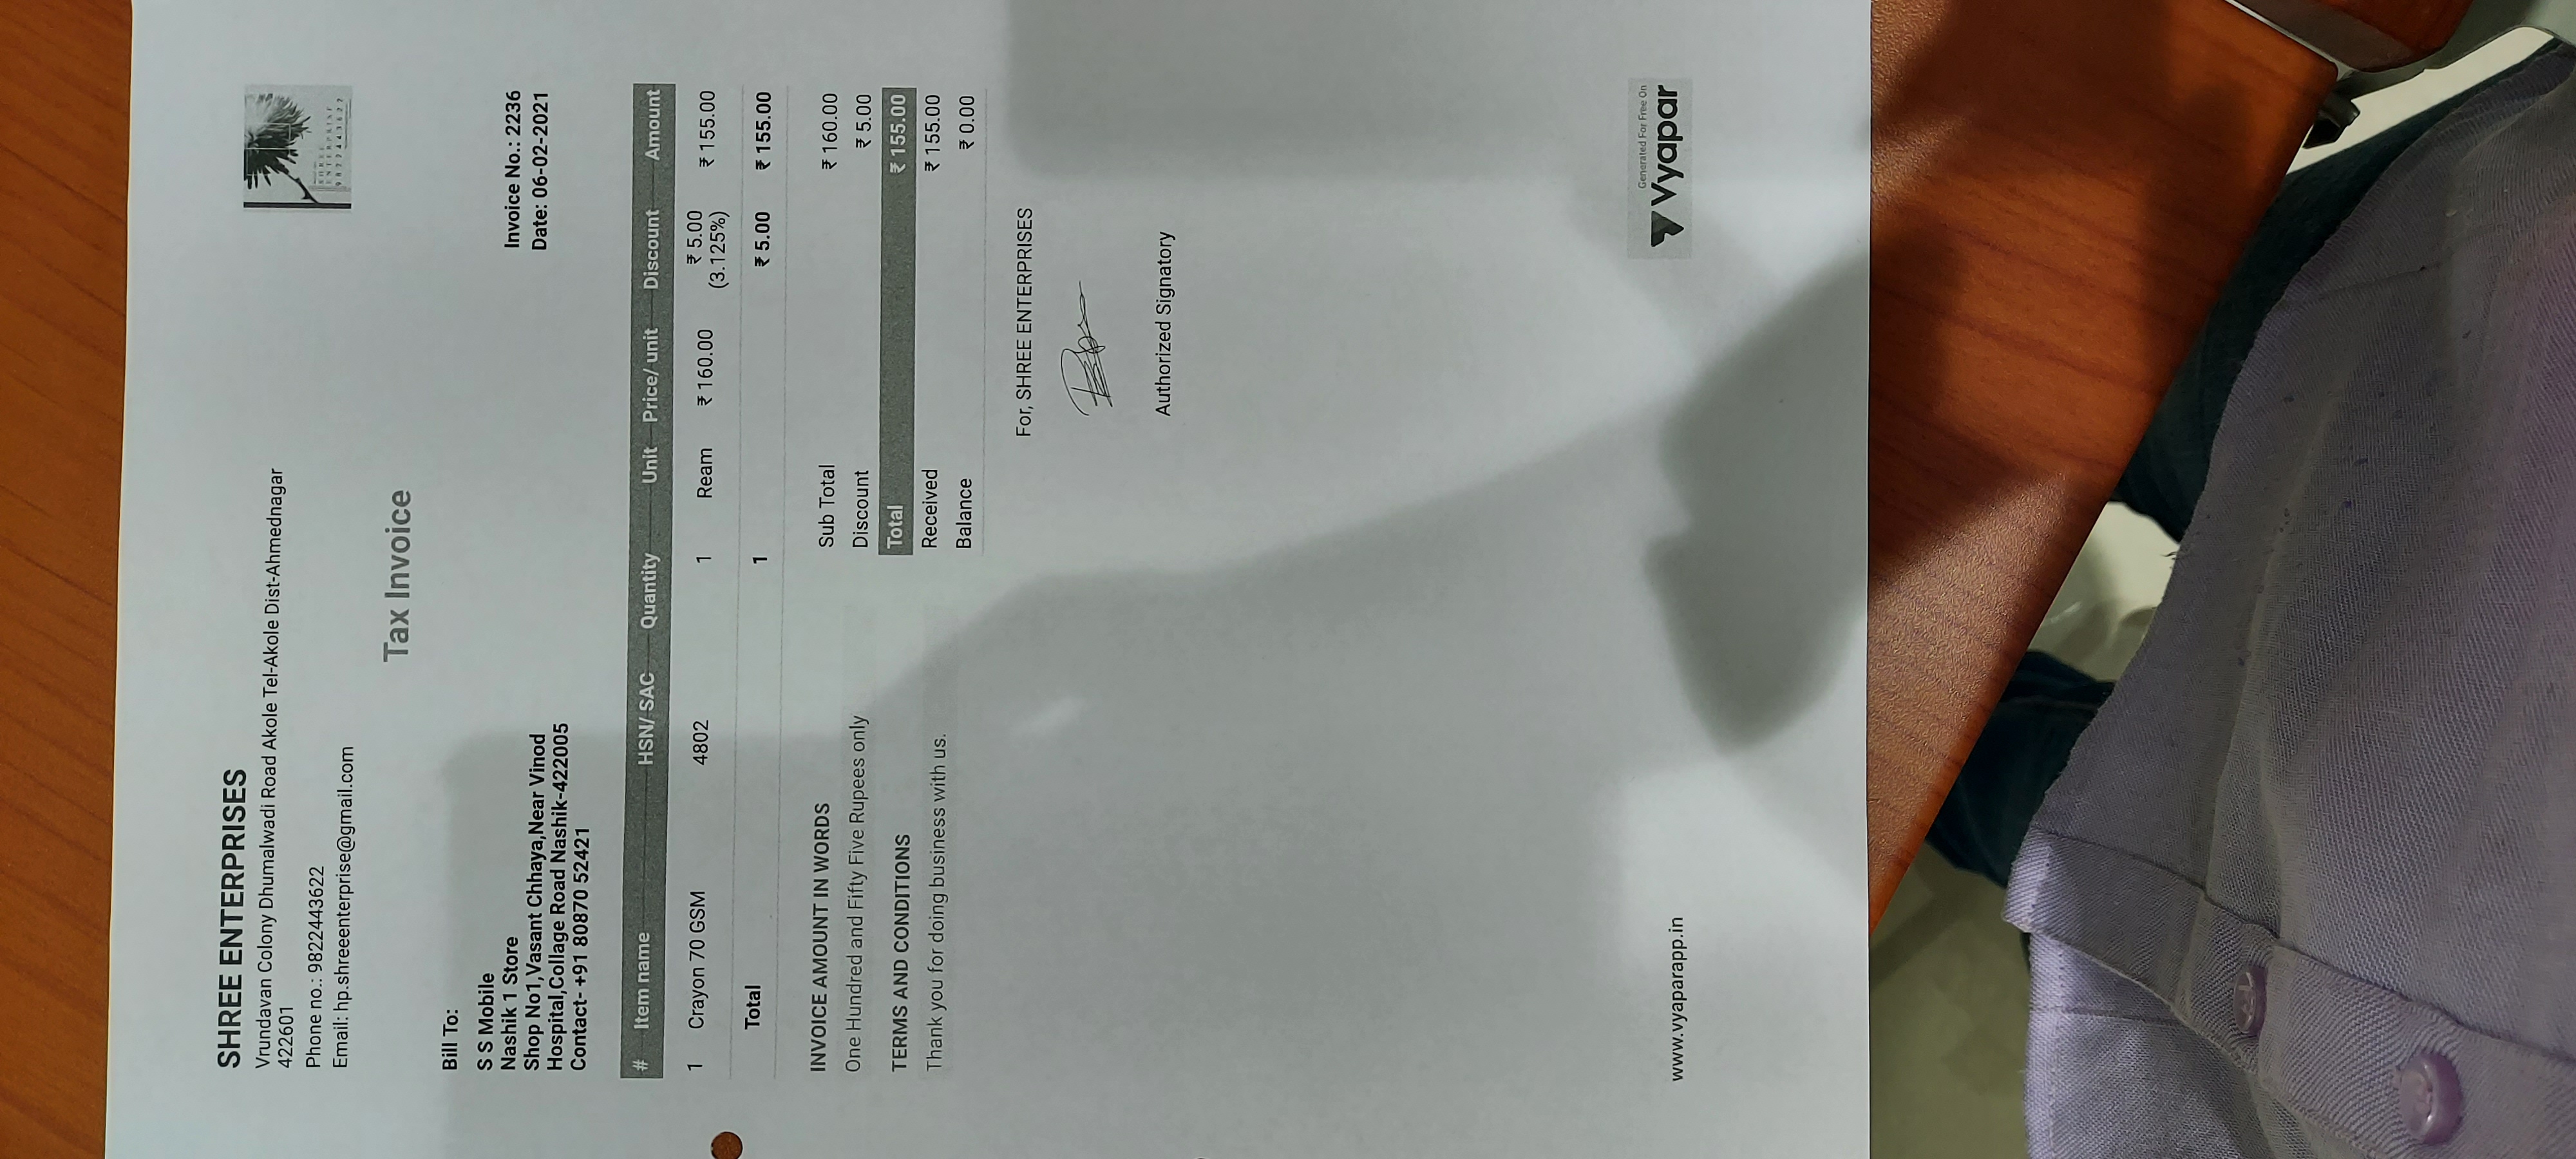 SHREE ENTERPRISES
Vrundavan Colony Dhumalwadi Road Akole Tel-Akole Dist-Ahmednagar
422601
Phone no.: 9822443622
Email: hp.shreeenterprise@gmail.com
SHREE
ENTERPRISE
9822443622
Tax Invoice
Bill To:
S S Mobile
Nashik 1 Store
Shop No1,Vasant Chhaya,Near Vinod
Hospital,Collage Road Nashik-422005
Contact- +91 80870 52421
Invoice No.: 2236
Date: 06-02-2021
# Item name HSN/ SAC Quantity Unit Price/ unit Discount Amount
1 Crayon 70 GSM 4802 1 Ream ₹ 160.00 ₹ 5.00 (3.125%) ₹ 155.00
Total 1 ₹ 5.00 ₹ 155.00
INVOICE AMOUNT IN WORDS
One Hundred and Fifty Five Rupees only
TERMS AND CONDITIONS
Thank you for doing business with us.
Sub Total ₹ 160.00
Discount ₹ 5.00
Total ₹ 155.00
Received ₹ 155.00
Balance ₹ 0.00
For, SHREE ENTERPRISES
Authorized Signatory
www.vyaparapp.in
Generated For Free On
Vyapar